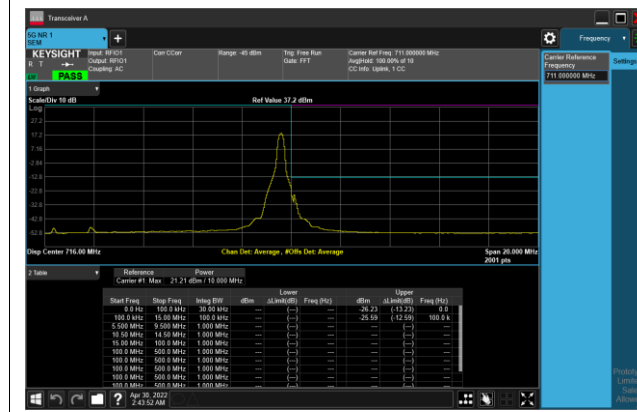 Transceiver A
5G NR 1
SEM
Frequency
KEYSIGHT
R T
PASS
Input: RFIO1
Output: RFIO1
Coupling: AC
Corr CCorr
Range: -45 dBm
Trig: Free Run
Gate: FFT
Carrier Ref Freq: 711.000000 MHz
Avg|Hold: 100.00% of 10
CC Info: Uplink, 1 CC
Carrier Reference
Frequency
711.000000 MHz
Settings
1 Graph
Scale/Div 10 dB
Ref Value 37.2 dBm
Log
27.2
17.2
7.16
-2.84
-12.8
-22.8
-32.8
-42.8
-52.8
Disp Center 716.00 MHz
Chan Det: Average , #Offs Det: Average
Span 20.000 MHz
2001 pts
2 Table
Reference Power
Carrier #1 Max 21.21 dBm / 10.000 MHz
Lower Upper
Start Freq Stop Freq Integ BW dBm ΔLimit(dB) Freq (Hz) dBm ΔLimit(dB) Freq (Hz)
0.0 Hz 100.0 kHz 30.00 kHz --- (---) --- -26.23 (-13.23) 0.0
100.0 kHz 15.00 MHz 100.0 kHz --- (---) --- -25.59 (-12.59) 100.0 k
5.500 MHz 9.500 MHz 1.000 MHz --- (---) --- --- (---) ---
10.50 MHz 14.50 MHz 1.000 MHz --- (---) --- --- (---) ---
15.00 MHz 100.0 MHz 1.000 MHz --- (---) --- --- (---) ---
100.0 MHz 500.0 MHz 1.000 MHz --- (---) --- --- (---) ---
100.0 MHz 500.0 MHz 1.000 MHz --- (---) --- --- (---) ---
100.0 MHz 500.0 MHz 1.000 MHz --- (---) --- --- (---) ---
100.0 MHz 500.0 MHz 1.000 MHz --- (---) --- --- (---) ---
?
Apr 30, 2022
2:43:52 AM